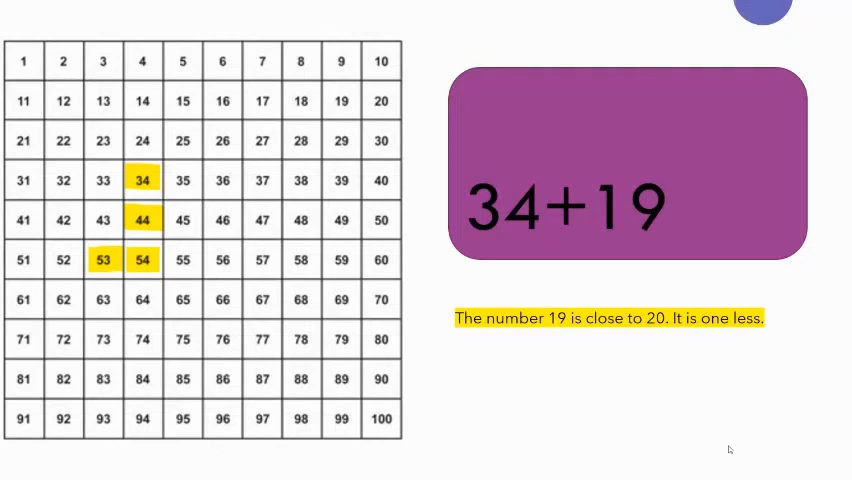 1 2 3 4 5 6 7 8 9 10
11 12 13 14 15 16 17 18 19 20
21 22 23 24 25 26 27 28 29 30
31 32 33 34 35 36 37 38 39 40
41 42 43 44 45 46 47 48 49 50
51 52 53 54 55 56 57 58 59 60
61 62 63 64 65 66 67 68 69 70
71 72 73 74 75 76 77 78 79 80
81 82 83 84 85 86 87 88 89 90
91 92 93 94 95 96 97 98 99 100
34+19
The number 19 is close to 20. It is one less.